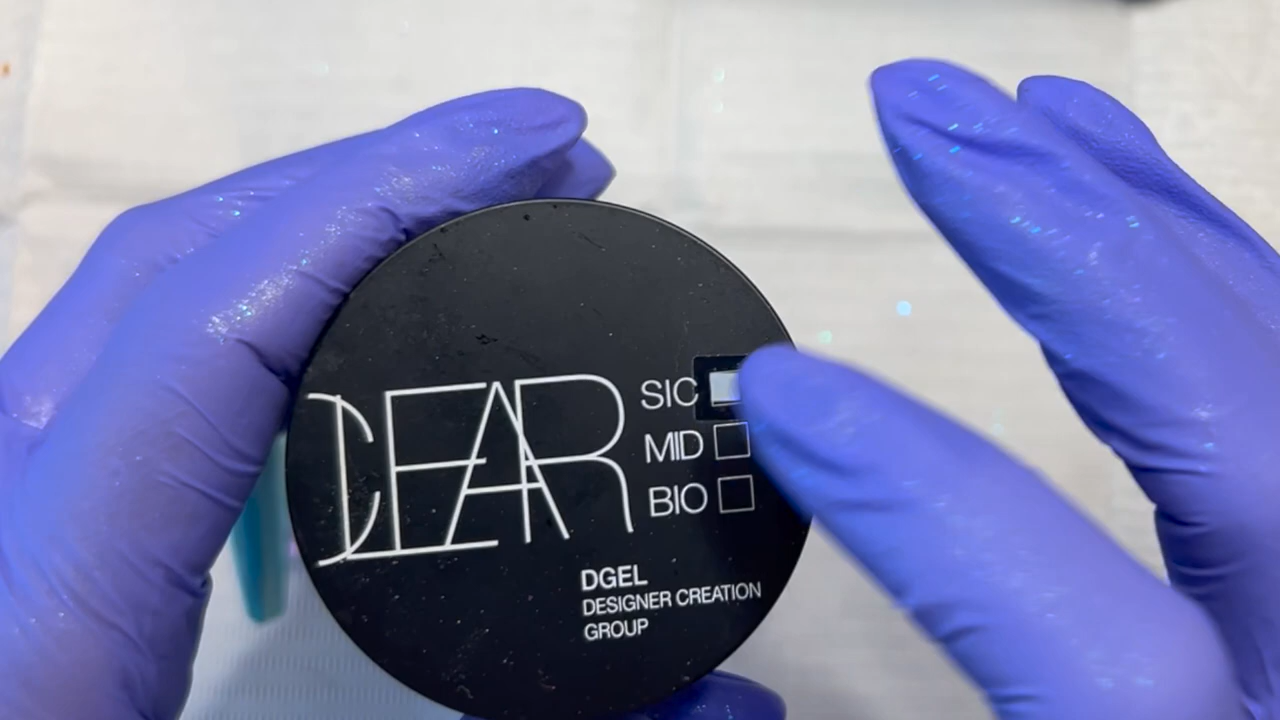 DEAR
SIC
MID
BIO
DGEL
DESIGNER CREATION
GROUP